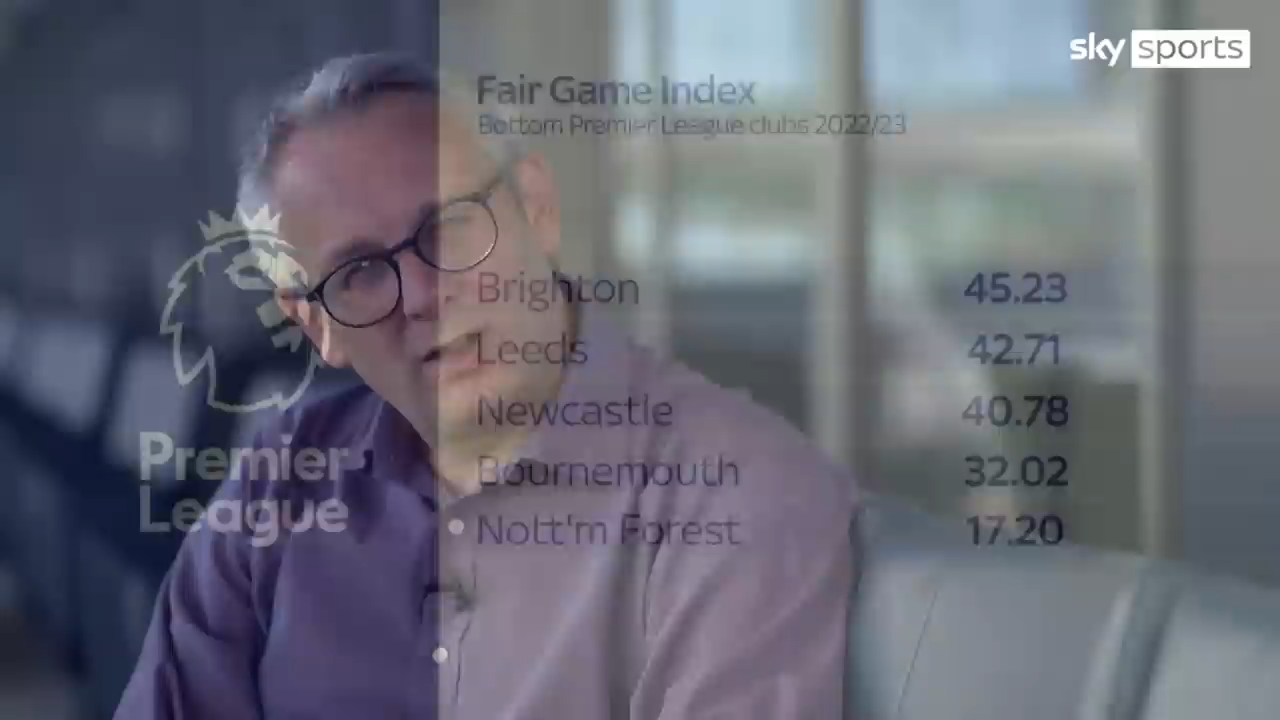 sky sports
Fair Game Index
Bottom Premier League clubs 2022/23
Brighton 45.23
Leeds 42.71
Newcastle 40.78
Bournemouth 32.02
Nott'm Forest 17.20
Premier
League